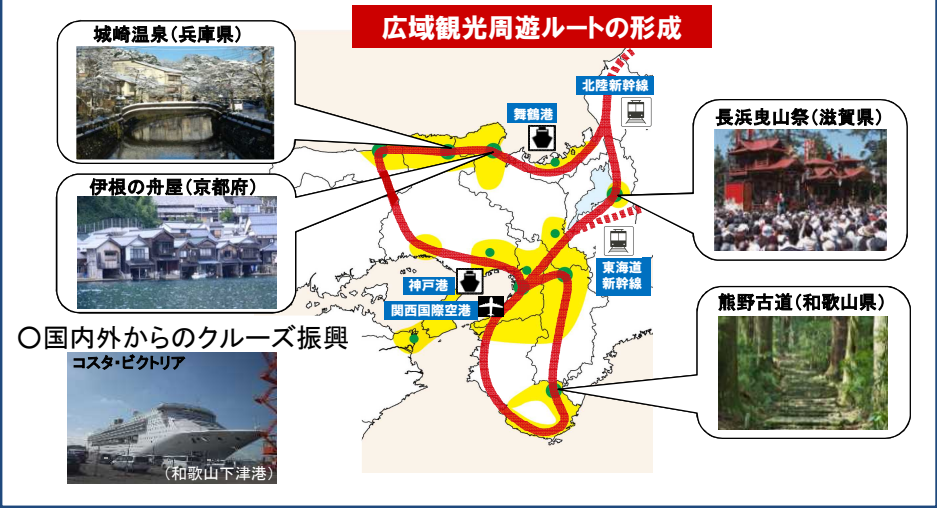 広域観光周遊ルートの形成
城崎温泉(兵庫県)
北陸新幹線
舞鶴港
長浜曳山祭(滋賀県)
伊根の舟屋(京都府)
東海道
新幹線
神戸港
関西国際空港
熊野古道(和歌山県)
〇国内外からのクルーズ振興
コスタ・ビクトリア
(和歌山下津港)